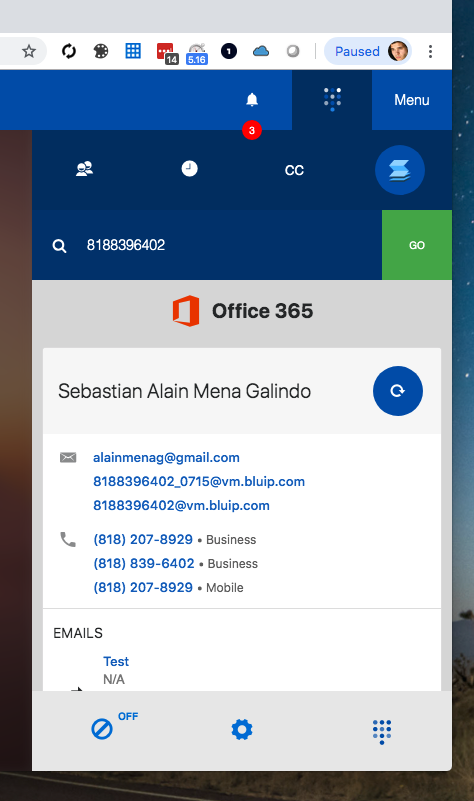 14
5.16
1
Paused
Menu
3
CC
8188396402
GO
Office 365
Sebastian Alain Mena Galindo
alainmenag@gmail.com
8188396402_0715@vm.bluip.com
8188396402@vm.bluip.com
(818) 207-8929 • Business
(818) 839-6402 • Business
(818) 207-8929 • Mobile
EMAILS
Test
N/A
OFF